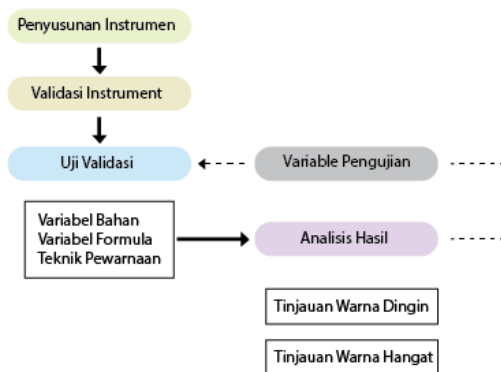 Penyusunan Instrumen
Validasi Instrument
Uji Validasi
Variable Pengujian
Variabel Bahan
Variabel Formula
Teknik Pewarnaan
Analisis Hasil
Tinjauan Warna Dingin
Tinjauan Warna Hangat